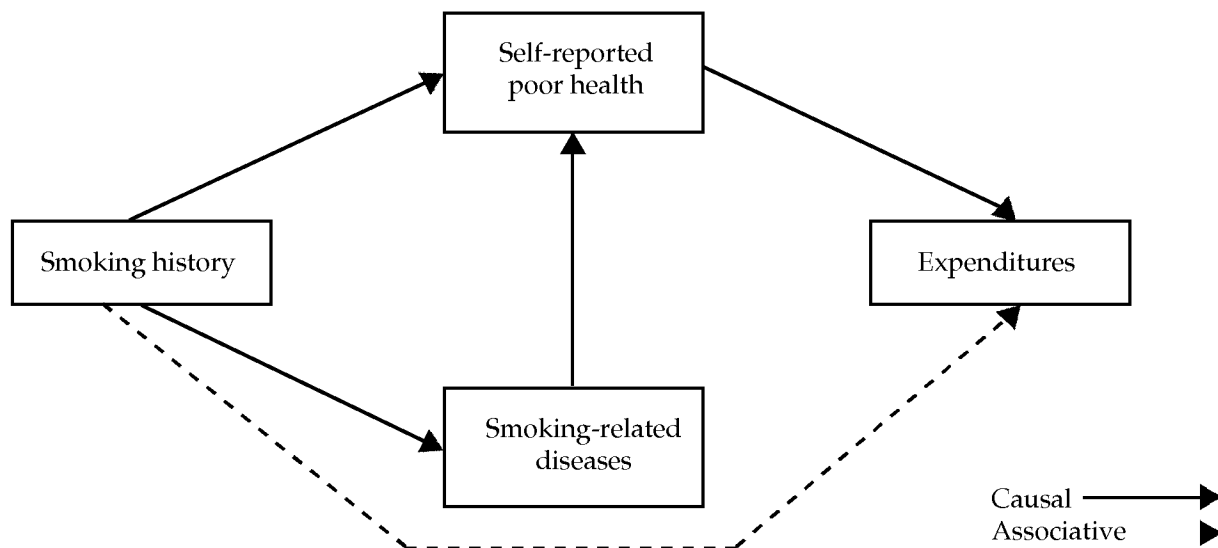 Self-reported
poor health
Smoking history
Expenditures
Smoking-related
diseases
Causal
Associative